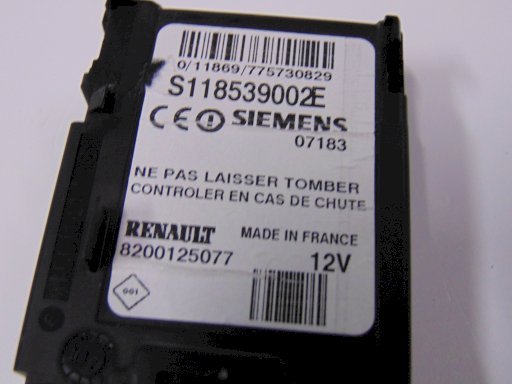 0/11869/775730829
S118539002E
CE SIEMENS
07183
NE PAS LAISSER TOMBER
CONTROLER EN CAS DE CHUTE
RENAULT MADE IN FRANCE
8200125077 12V
001